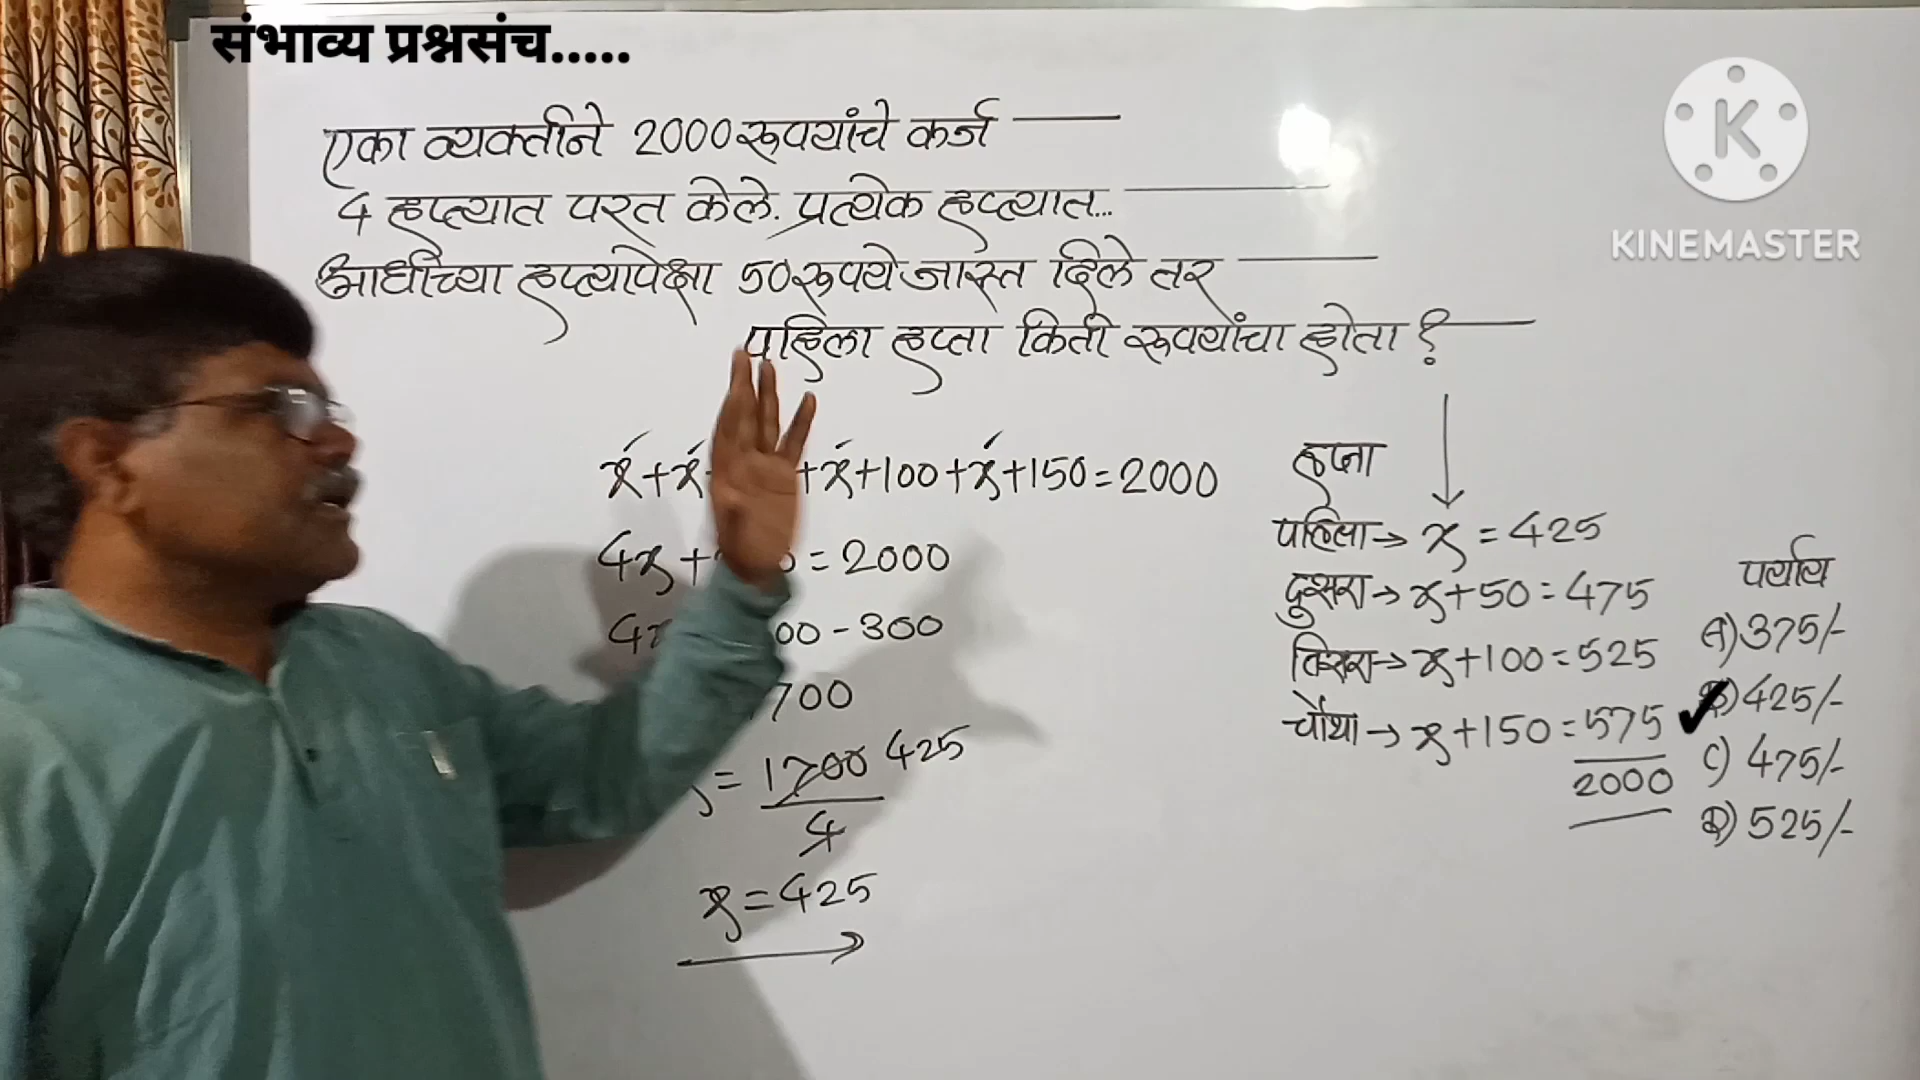 संभाव्य प्रश्नसंच.....
KINEMASTER
एका व्यक्तीने 2000 रूपयांचे कर्ज
4 हप्त्यात परत केले. प्रत्येक हप्त्यात...
आधीच्या हप्त्यापेक्षा 50 रूपये जास्त दिले तर
पहिला हप्ता किती रूपयांचा होता ?
x+x + x+100+x+150=2000
4x+ = 2000
4 00-300
700
= 1700 425
4
x=425
हप्ता
पहिला→ x = 425
दुसरा→ x+50=475
तिसरा→ x+100=525
चौथा→ x+150=575
2000
पर्याय
A) 375/-
B) 425/-
C) 475/-
D) 525/-